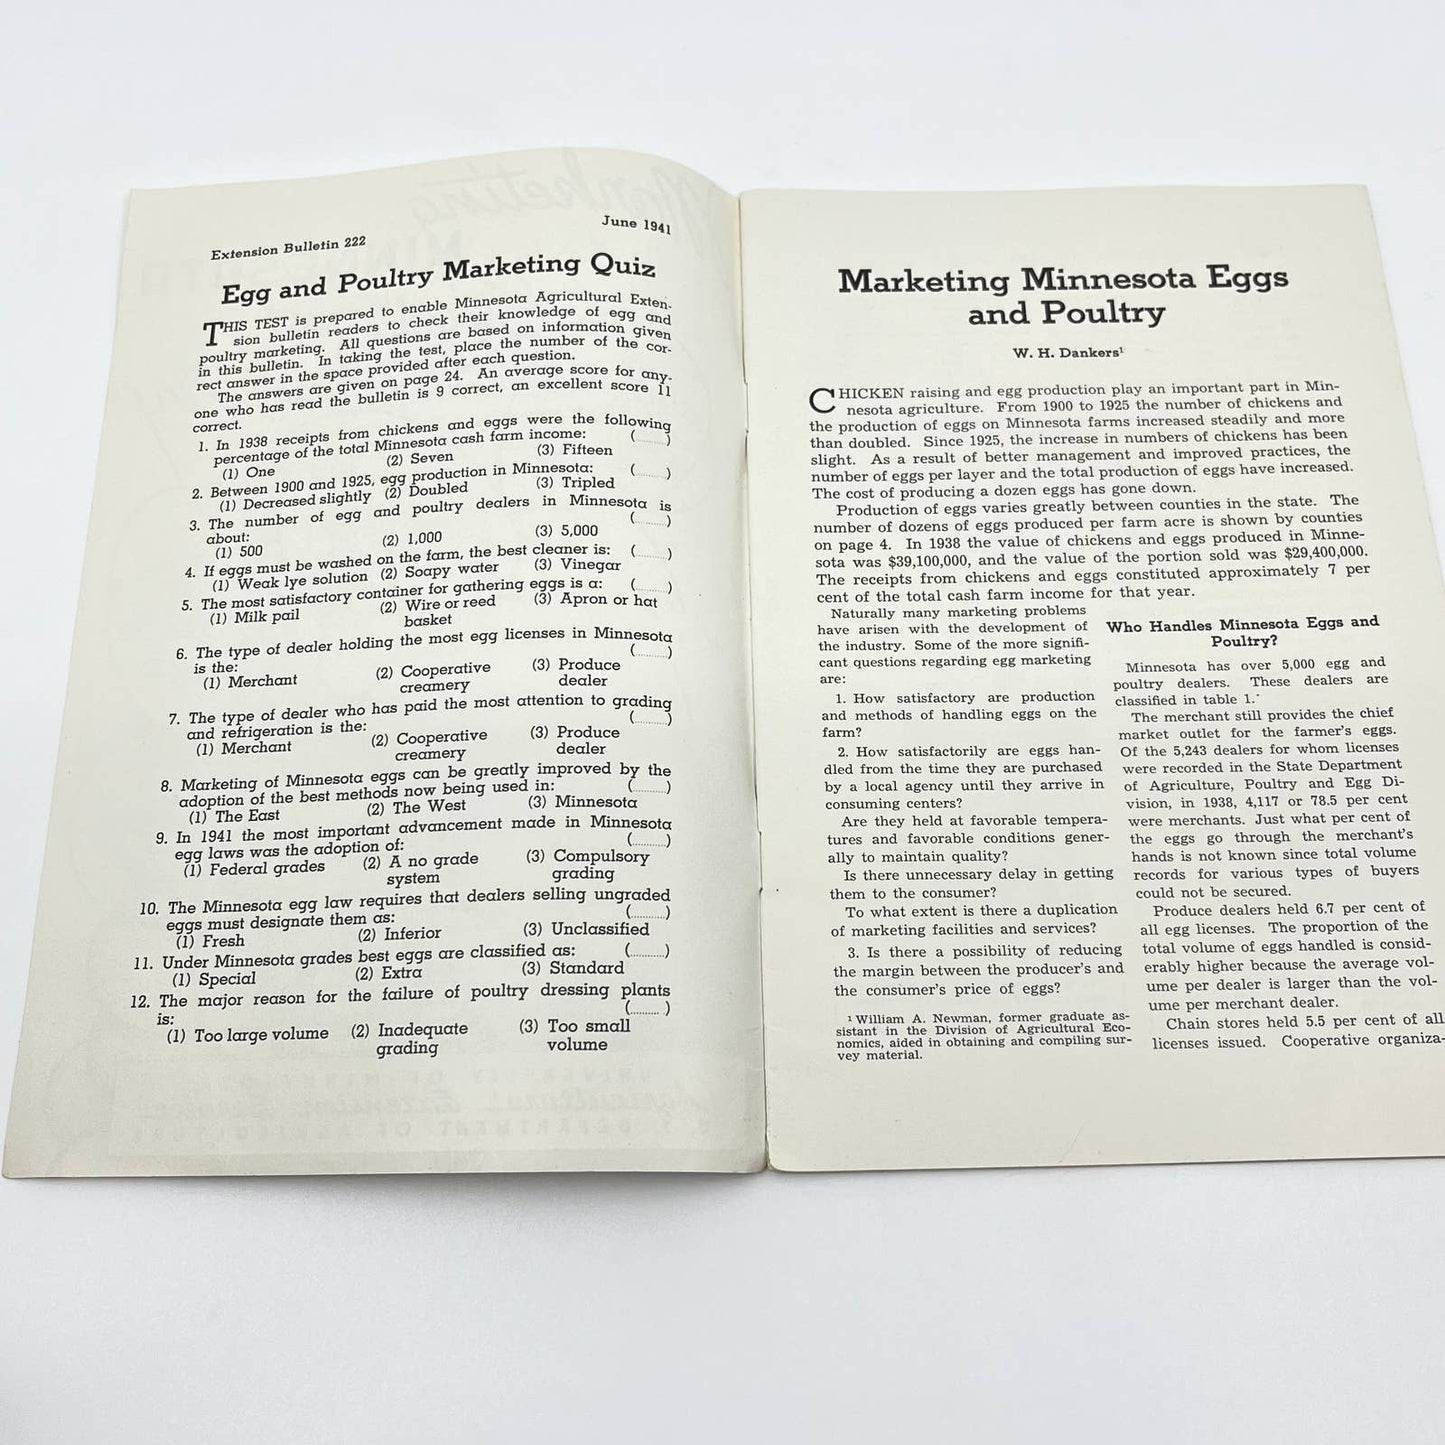 Extension Bulletin 222
June 1941
Egg and Poultry Marketing Quiz
THIS TEST is prepared to enable Minnesota Agricultural Exten-
sion bulletin readers to check their knowledge of egg and
poultry marketing. All questions are based on information given
in this bulletin. In taking the test, place the number of the cor-
rect answer in the space provided after each question.
The answers are given on page 24. An average score for any-
one who has read the bulletin is 9 correct, an excellent score 11
correct.
1. In 1938 receipts from chickens and eggs were the following
percentage of the total Minnesota cash farm income: (..........)
(1) One (2) Seven (3) Fifteen
2. Between 1900 and 1925, egg production in Minnesota: (..........)
(1) Decreased slightly (2) Doubled (3) Tripled
3. The number of egg and poultry dealers in Minnesota is
about: (..........)
(1) 500 (2) 1,000 (3) 5,000
4. If eggs must be washed on the farm, the best cleaner is: (..........)
(1) Weak lye solution (2) Soapy water (3) Vinegar
5. The most satisfactory container for gathering eggs is a: (..........)
(1) Milk pail (2) Wire or reed (3) Apron or hat
basket
6. The type of dealer holding the most egg licenses in Minnesota
is the: (..........)
(1) Merchant (2) Cooperative (3) Produce
creamery dealer
7. The type of dealer who has paid the most attention to grading
and refrigeration is the: (..........)
(1) Merchant (2) Cooperative (3) Produce
creamery dealer
8. Marketing of Minnesota eggs can be greatly improved by the
adoption of the best methods now being used in: (..........)
(1) The East (2) The West (3) Minnesota
9. In 1941 the most important advancement made in Minnesota
egg laws was the adoption of: (..........)
(1) Federal grades (2) A no grade (3) Compulsory
system grading
10. The Minnesota egg law requires that dealers selling ungraded
eggs must designate them as: (..........)
(1) Fresh (2) Inferior (3) Unclassified
11. Under Minnesota grades best eggs are classified as: (..........)
(1) Special (2) Extra (3) Standard
12. The major reason for the failure of poultry dressing plants
is: (..........)
(1) Too large volume (2) Inadequate (3) Too small
grading volume
Marketing Minnesota Eggs
and Poultry
W. H. Dankers¹
CHICKEN raising and egg production play an important part in Min-
nesota agriculture. From 1900 to 1925 the number of chickens and
the production of eggs on Minnesota farms increased steadily and more
than doubled. Since 1925, the increase in numbers of chickens has been
slight. As a result of better management and improved practices, the
number of eggs per layer and the total production of eggs have increased.
The cost of producing a dozen eggs has gone down.
Production of eggs varies greatly between counties in the state. The
number of dozens of eggs produced per farm acre is shown by counties
on page 4. In 1938 the value of chickens and eggs produced in Minne-
sota was $39,100,000, and the value of the portion sold was $29,400,000.
The receipts from chickens and eggs constituted approximately 7 per
cent of the total cash farm income for that year.
Naturally many marketing problems
have arisen with the development of
the industry. Some of the more signifi-
cant questions regarding egg marketing
are:
1. How satisfactory are production
and methods of handling eggs on the
farm?
2. How satisfactorily are eggs han-
dled from the time they are purchased
by a local agency until they arrive in
consuming centers?
Are they held at favorable tempera-
tures and favorable conditions gener-
ally to maintain quality?
Is there unnecessary delay in getting
them to the consumer?
To what extent is there a duplication
of marketing facilities and services?
3. Is there a possibility of reducing
the margin between the producer's and
the consumer's price of eggs?
¹ William A. Newman, former graduate as-
sistant in the Division of Agricultural Eco-
nomics, aided in obtaining and compiling sur-
vey material.
Who Handles Minnesota Eggs and
Poultry?
Minnesota has over 5,000 egg and
poultry dealers. These dealers are
classified in table 1.
The merchant still provides the chief
market outlet for the farmer's eggs.
Of the 5,243 dealers for whom licenses
were recorded in the State Department
of Agriculture, Poultry and Egg Di-
vision, in 1938, 4,117 or 78.5 per cent
were merchants. Just what per cent of
the eggs go through the merchant's
hands is not known since total volume
records for various types of buyers
could not be secured.
Produce dealers held 6.7 per cent of
all egg licenses. The proportion of the
total volume of eggs handled is consid-
erably higher because the average vol-
ume per dealer is larger than the vol-
ume per merchant dealer.
Chain stores held 5.5 per cent of all
licenses issued. Cooperative organiza-